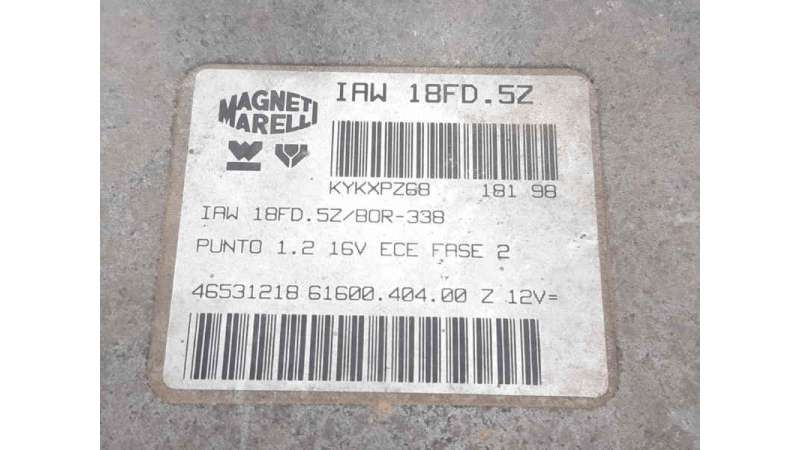 MAGNETI
MARELLI
IAW 18FD.5Z
KYKXPZG8 181 98
IAW 18FD.5Z/BOR-338
PUNTO 1.2 16V ECE FASE 2
46531218 61600.404.00 Z 12V=